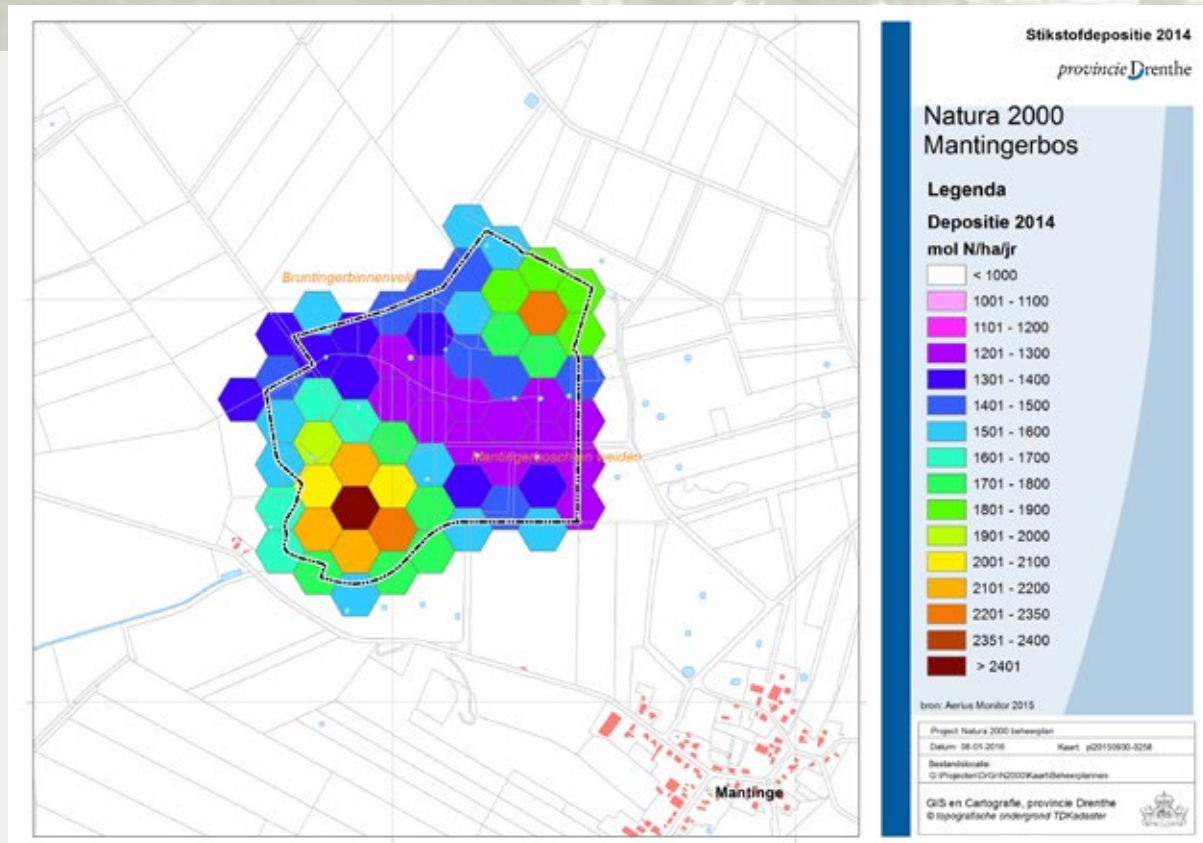 Stikstofdepositie 2014
provincie Drenthe
Natura 2000
Mantingerbos
Legenda
Depositie 2014
mol N/ha/jr
< 1000
1001 - 1100
1101 - 1200
1201 - 1300
1301 - 1400
1401 - 1500
1501 - 1600
1601 - 1700
1701 - 1800
1801 - 1900
1901 - 2000
2001 - 2100
2101 - 2200
2201 - 2350
2351 - 2400
> 2401
bron: Aerius Monitor 2015
Project: Natura 2000 beheerplan
Datum: 08-01-2016 Kaart: pl20150930-0258
Bestandslocatie:
GIS en Cartografie, provincie Drenthe
© topografische ondergrond TDKadaster
Bruntingerbinnenveld
Mantingerbosch en weiden
Mantinge